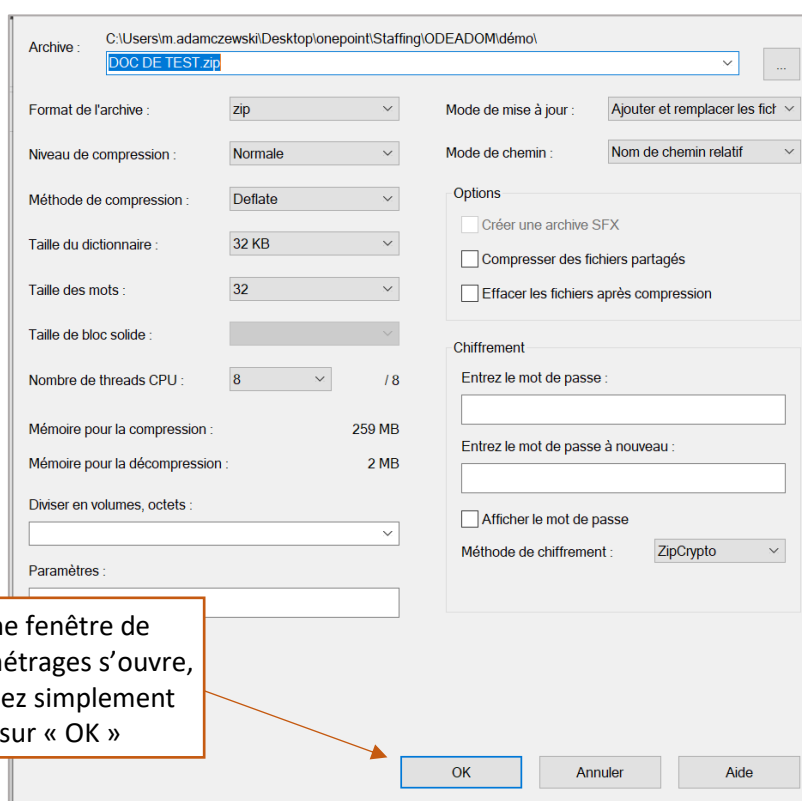 Archive :
C:\Users\m.adamczewski\Desktop\onepoint\Staffing\ODEADOM\démo\
DOC DE TEST.zip
...
Format de l'archive :
zip
Niveau de compression :
Normale
Méthode de compression :
Deflate
Taille du dictionnaire :
32 KB
Taille des mots :
32
Taille de bloc solide :
Nombre de threads CPU :
8
/ 8
Mémoire pour la compression :
259 MB
Mémoire pour la décompression :
2 MB
Diviser en volumes, octets :
Paramètres :
Mode de mise à jour :
Ajouter et remplacer les fich
Mode de chemin :
Nom de chemin relatif
Options
Créer une archive SFX
Compresser des fichiers partagés
Effacer les fichiers après compression
Chiffrement
Entrez le mot de passe :
Entrez le mot de passe à nouveau :
Afficher le mot de passe
Méthode de chiffrement :
ZipCrypto
ne fenêtre de
nétrages s’ouvre,
ez simplement
sur « OK »
OK
Annuler
Aide